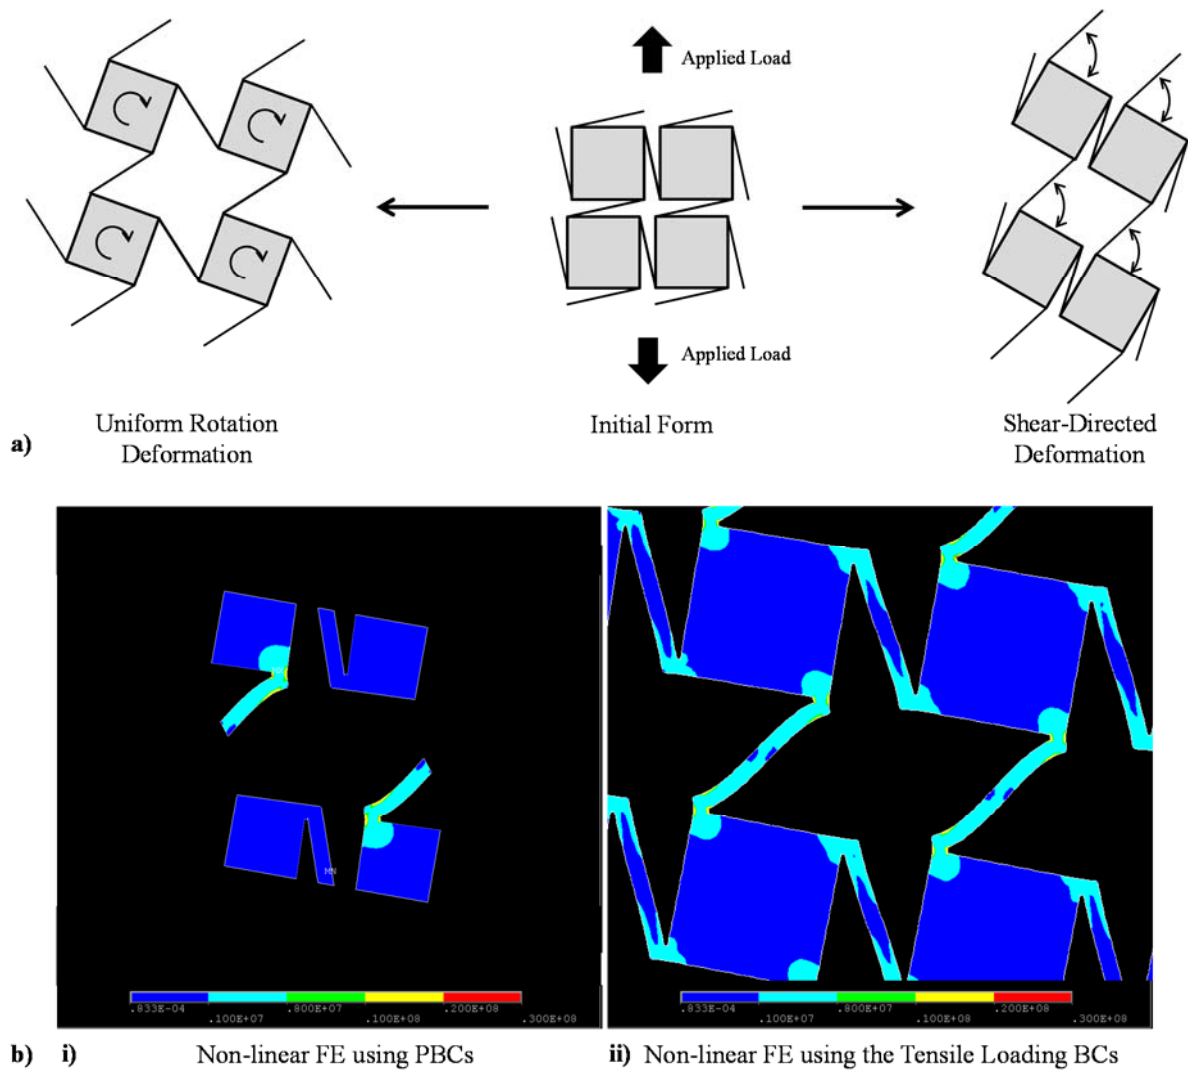 Applied Load
Applied Load
Uniform Rotation
Deformation
Initial Form
Shear-Directed
Deformation
a)
MN
.833E-04
.100E+07
.800E+07
.100E+08
.200E+08
.300E+08
.833E-04
.100E+07
.800E+07
.100E+08
.200E+08
.300E+08
b) i) Non-linear FE using PBCs
ii) Non-linear FE using the Tensile Loading BCs